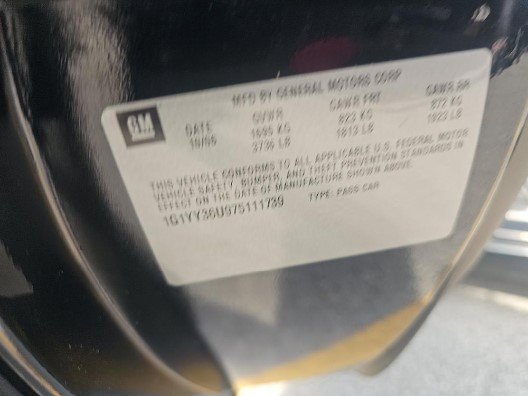 MFD BY GENERAL MOTORS CORP
GM
DATE GVWR GAWR FRT GAWR RR
10/06 1695 KG 823 KG 872 KG
3736 LB 1813 LB 1923 LB
THIS VEHICLE CONFORMS TO ALL APPLICABLE U.S. FEDERAL MOTOR
VEHICLE SAFETY, BUMPER, AND THEFT PREVENTION STANDARDS IN
EFFECT ON THE DATE OF MANUFACTURE SHOWN ABOVE.
1G1YY36U975111739 TYPE: PASS CAR